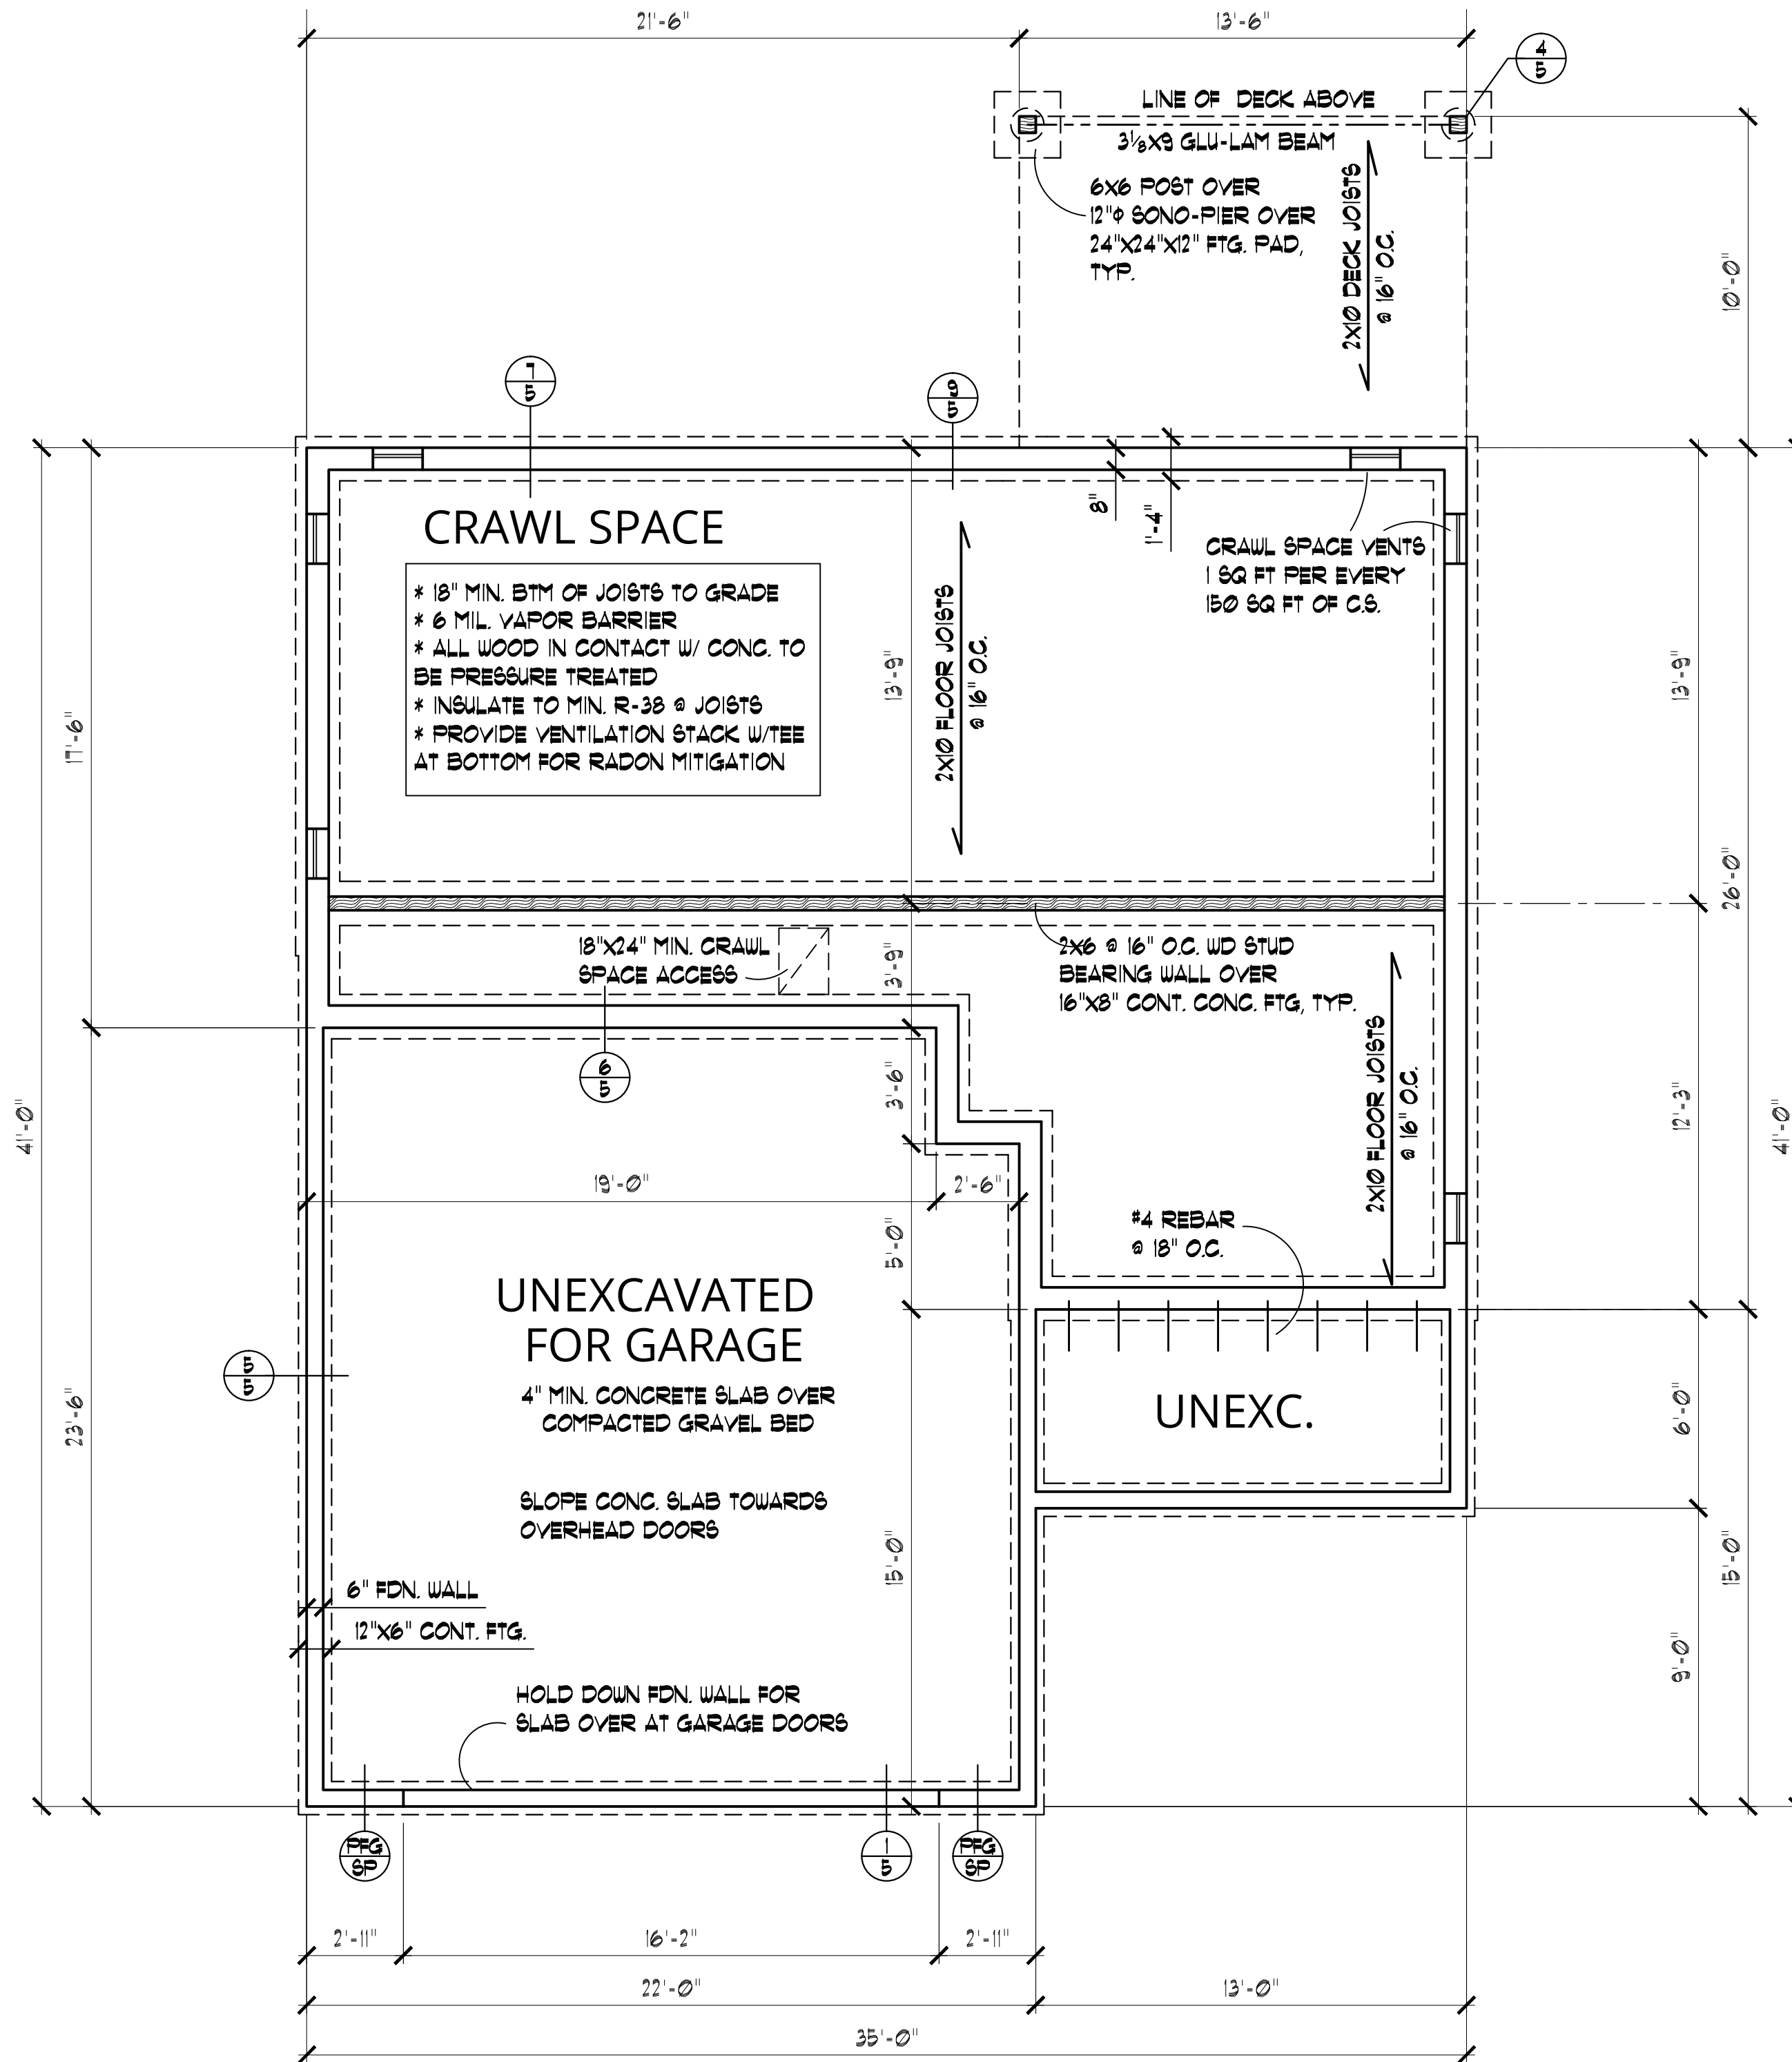 21'-6"
13'-6"
4
5
LINE OF DECK ABOVE
3⅛X9 GLU-LAM BEAM
6X6 POST OVER
12"Φ SONO-PIER OVER
24"X24"X12" FTG. PAD,
TYP.
2X10 DECK JOISTS
@ 16" O.C.
10'-0"
7
5
9
5
CRAWL SPACE
* 18" MIN. BTM OF JOISTS TO GRADE
* 6 MIL. VAPOR BARRIER
* ALL WOOD IN CONTACT W/ CONC. TO
BE PRESSURE TREATED
* INSULATE TO MIN. R-38 @ JOISTS
* PROVIDE VENTILATION STACK W/TEE
AT BOTTOM FOR RADON MITIGATION
8"
1'-4"
CRAWL SPACE VENTS
1 SQ FT PER EVERY
150 SQ FT OF C.S.
2X10 FLOOR JOISTS
@ 16" O.C.
13'-9"
13'-9"
17'-6"
26'-0"
18"X24" MIN. CRAWL
SPACE ACCESS
3'-9"
2X6 @ 16" O.C. WD STUD
BEARING WALL OVER
16"X8" CONT. CONC. FTG, TYP.
6
5
3'-6"
2X10 FLOOR JOISTS
@ 16" O.C.
12'-3"
41'-0"
41'-0"
19'-0"
2'-6"
5'-0"
#4 REBAR
@ 18" O.C.
UNEXCAVATED
FOR GARAGE
4" MIN. CONCRETE SLAB OVER
COMPACTED GRAVEL BED
5
5
23'-6"
UNEXC.
6'-0"
SLOPE CONC. SLAB TOWARDS
OVERHEAD DOORS
15'-0"
15'-0"
6" FDN. WALL
12"X6" CONT. FTG.
9'-0"
HOLD DOWN FDN. WALL FOR
SLAB OVER AT GARAGE DOORS
PFG
SP
1
5
PFG
SP
2'-11"
16'-2"
2'-11"
22'-0"
13'-0"
35'-0"